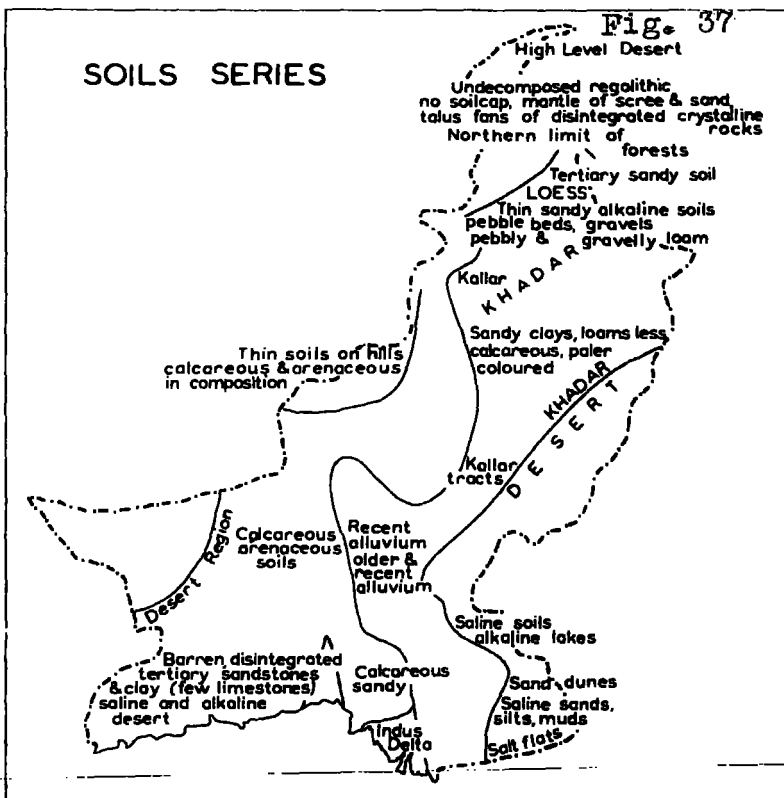 Fig. 37
SOILS SERIES
High Level Desert
Undecomposed regolithic
no soilcap, mantle of scree & sand
talus fans of disintegrated crystalline
rocks
Northern limit of
forests
Tertiary sandy soil
LOESS
Thin sandy alkaline soils
pebble beds, gravels
pebbly & gravelly loam
KHADAR
Kallar
Sandy clays, loams less
calcareous, paler
coloured
Thin soils on hills
calcareous & arenaceous
in composition
KHADAR
DESERT
Kallar
tracts
Desert Region
Calcareous
arenaceous
soils
Recent
alluvium
older &
recent
alluvium
Saline soils
alkaline lakes
Barren disintegrated
tertiary sandstones
& clay (few limestones)
saline and alkaline
desert
Calcareous
sandy
Sand dunes
Saline sands,
silts, muds
Salt flats
Indus
Delta